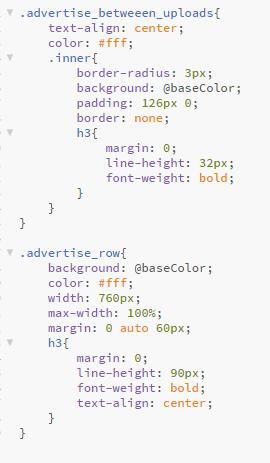 .advertise_betweeen_uploads{
text-align: center;
color: #fff;
.inner{
border-radius: 3px;
background: @baseColor;
padding: 126px 0;
border: none;
h3{
margin: 0;
line-height: 32px;
font-weight: bold;
}
}
}
.advertise_row{
background: @baseColor;
color: #fff;
width: 760px;
max-width: 100%;
margin: 0 auto 60px;
h3{
margin: 0;
line-height: 90px;
font-weight: bold;
text-align: center;
}
}